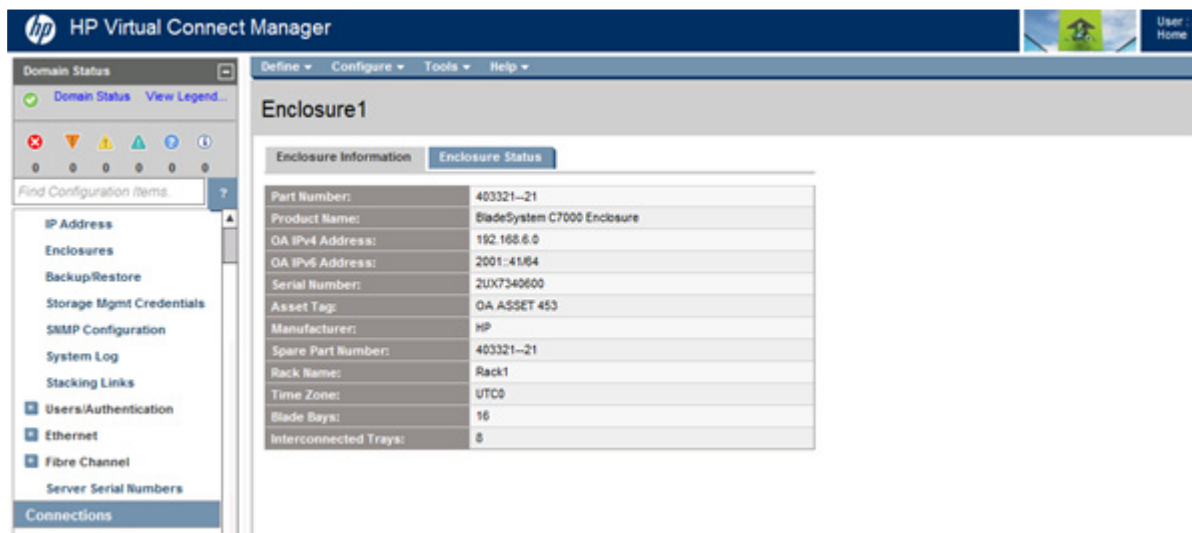 hp HP Virtual Connect Manager
User :
Home
Domain Status
Define Configure Tools Help
Domain Status View Legend...
Enclosure1
0 0 0 0 0 0
Enclosure Information Enclosure Status
Find Configuration Items. ?
IP Address
Enclosures
Backup/Restore
Storage Mgmt Credentials
SNMP Configuration
System Log
Stacking Links
Users/Authentication
Ethernet
Fibre Channel
Server Serial Numbers
Connections
Part Number: 403321--21
Product Name: BladeSystem C7000 Enclosure
OA IPv4 Address: 192.168.6.0
OA IPv6 Address: 2001::41/64
Serial Number: 2UX7340600
Asset Tag: OA ASSET 453
Manufacturer: HP
Spare Part Number: 403321--21
Rack Name: Rack1
Time Zone: UTC0
Blade Bays: 16
Interconnected Trays: 8